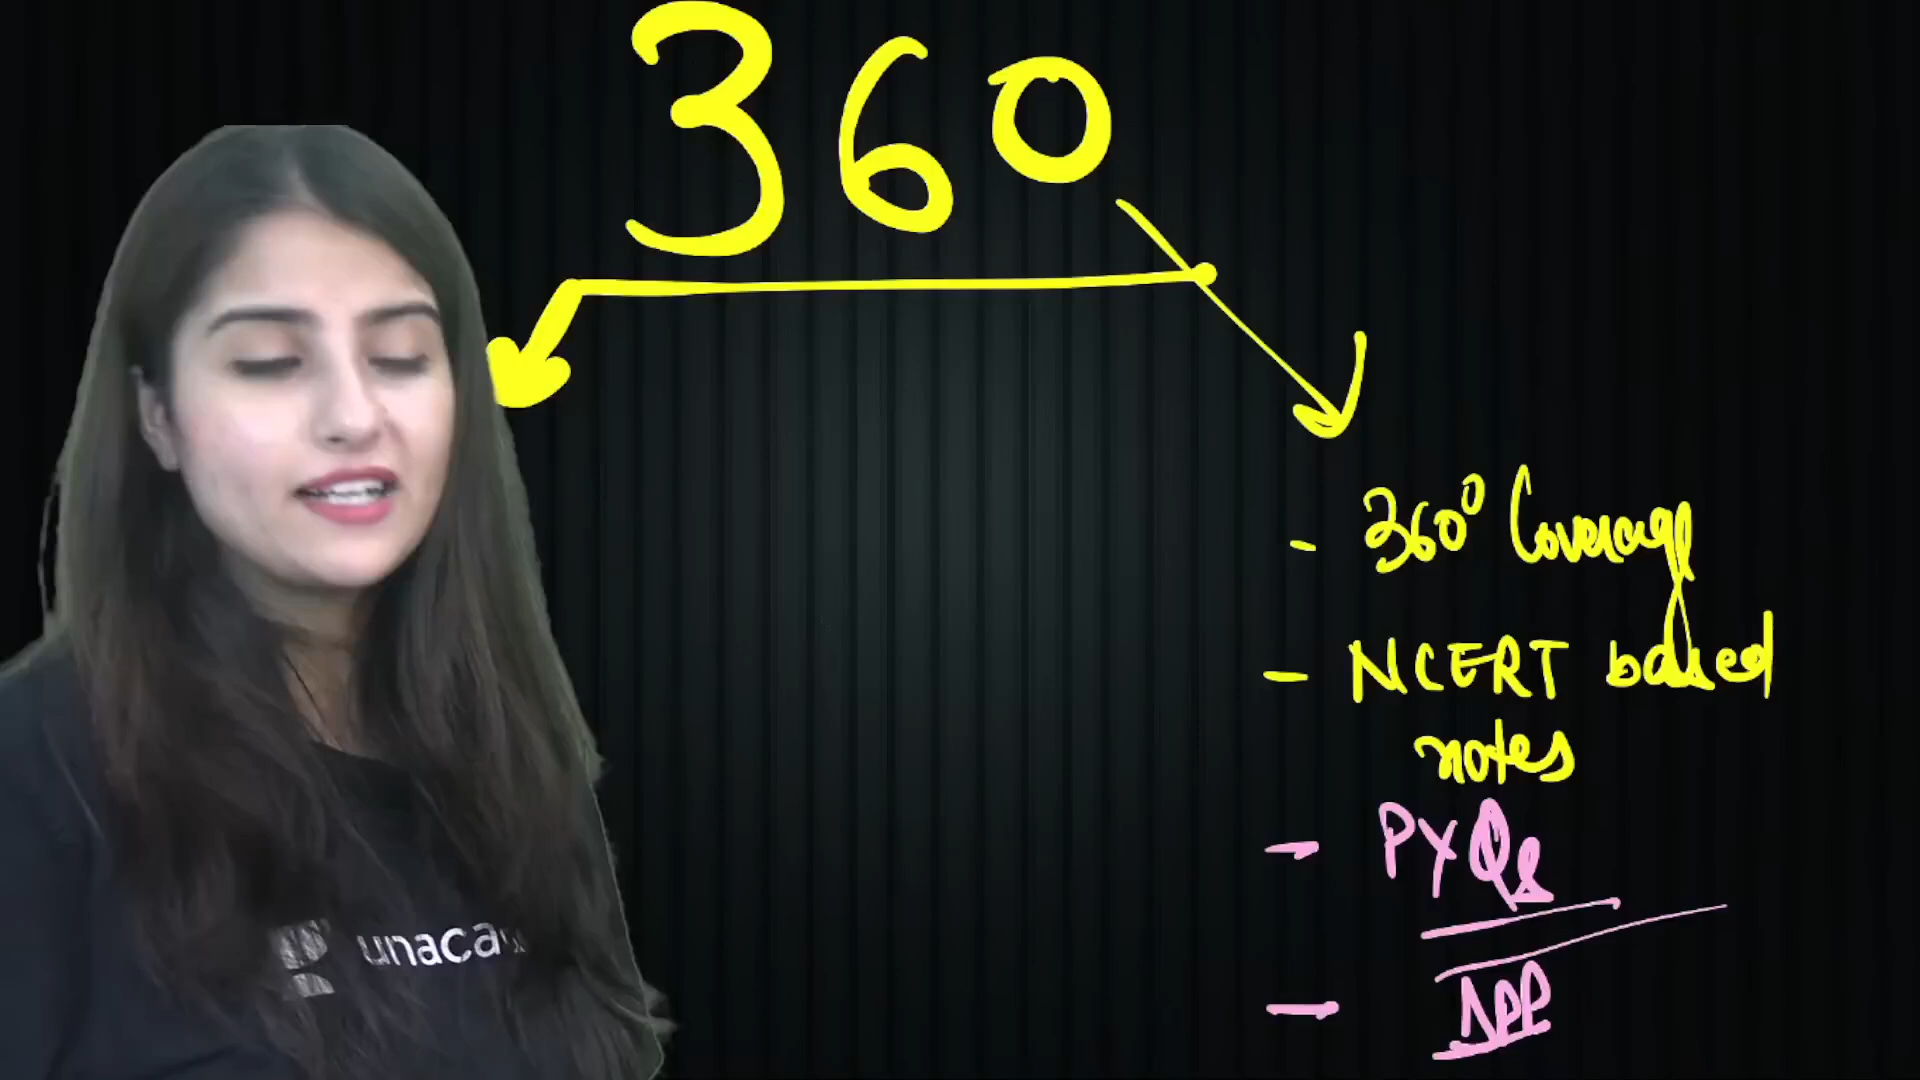 360
- 360° Coverage
- NCERT based
notes
- PYQs
- DPP
unaca